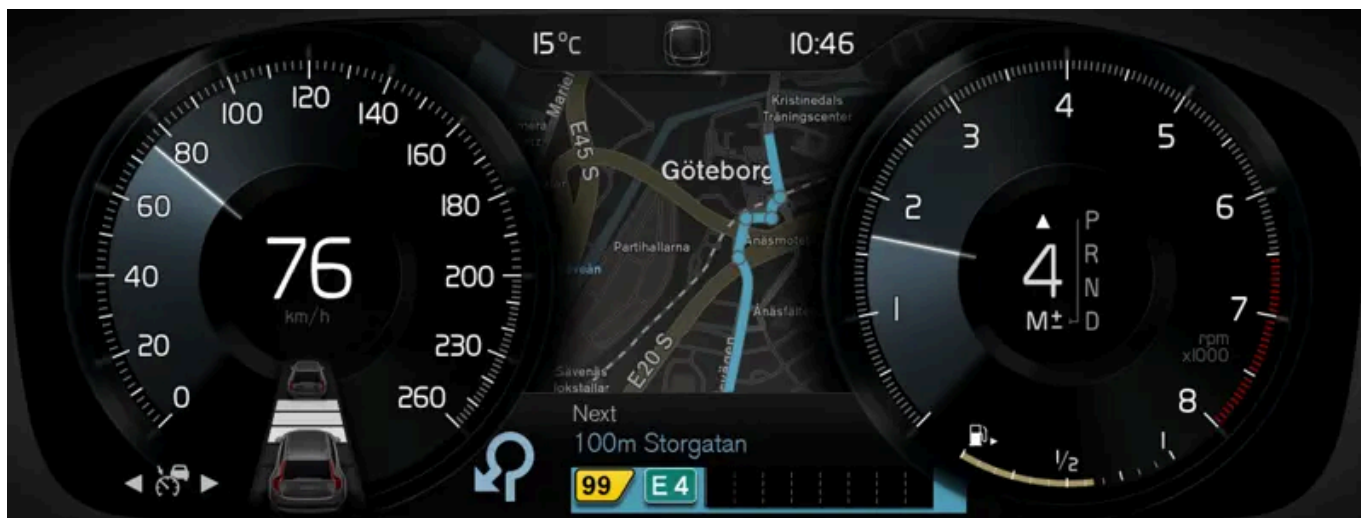 15°C
10:46
0
20
40
60
80
100
120
140
160
180
200
230
260
76
km/h
E45 S
Kristinedals
Träningscenter
Göteborg
Partihallarna
Ånäsfälte
E20 S
Sävenäs
lokstallar
Next
100m Storgatan
99
E 4
1
2
3
4
5
6
7
8
rpm
x1000
4
M±
P
R
N
D
1/2
1